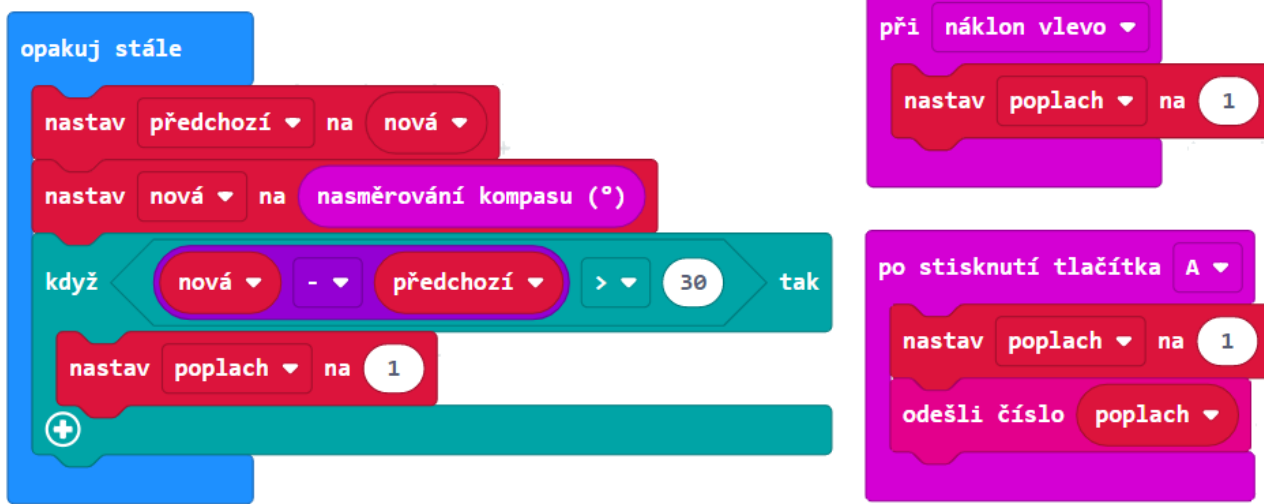 opakuj stále
nastav předchozí na nová
nastav nová na nasměrování kompasu (°)
když nová - předchozí > 30 tak
nastav poplach na 1
při náklon vlevo
nastav poplach na 1
po stisknutí tlačítka A
nastav poplach na 1
odešli číslo poplach